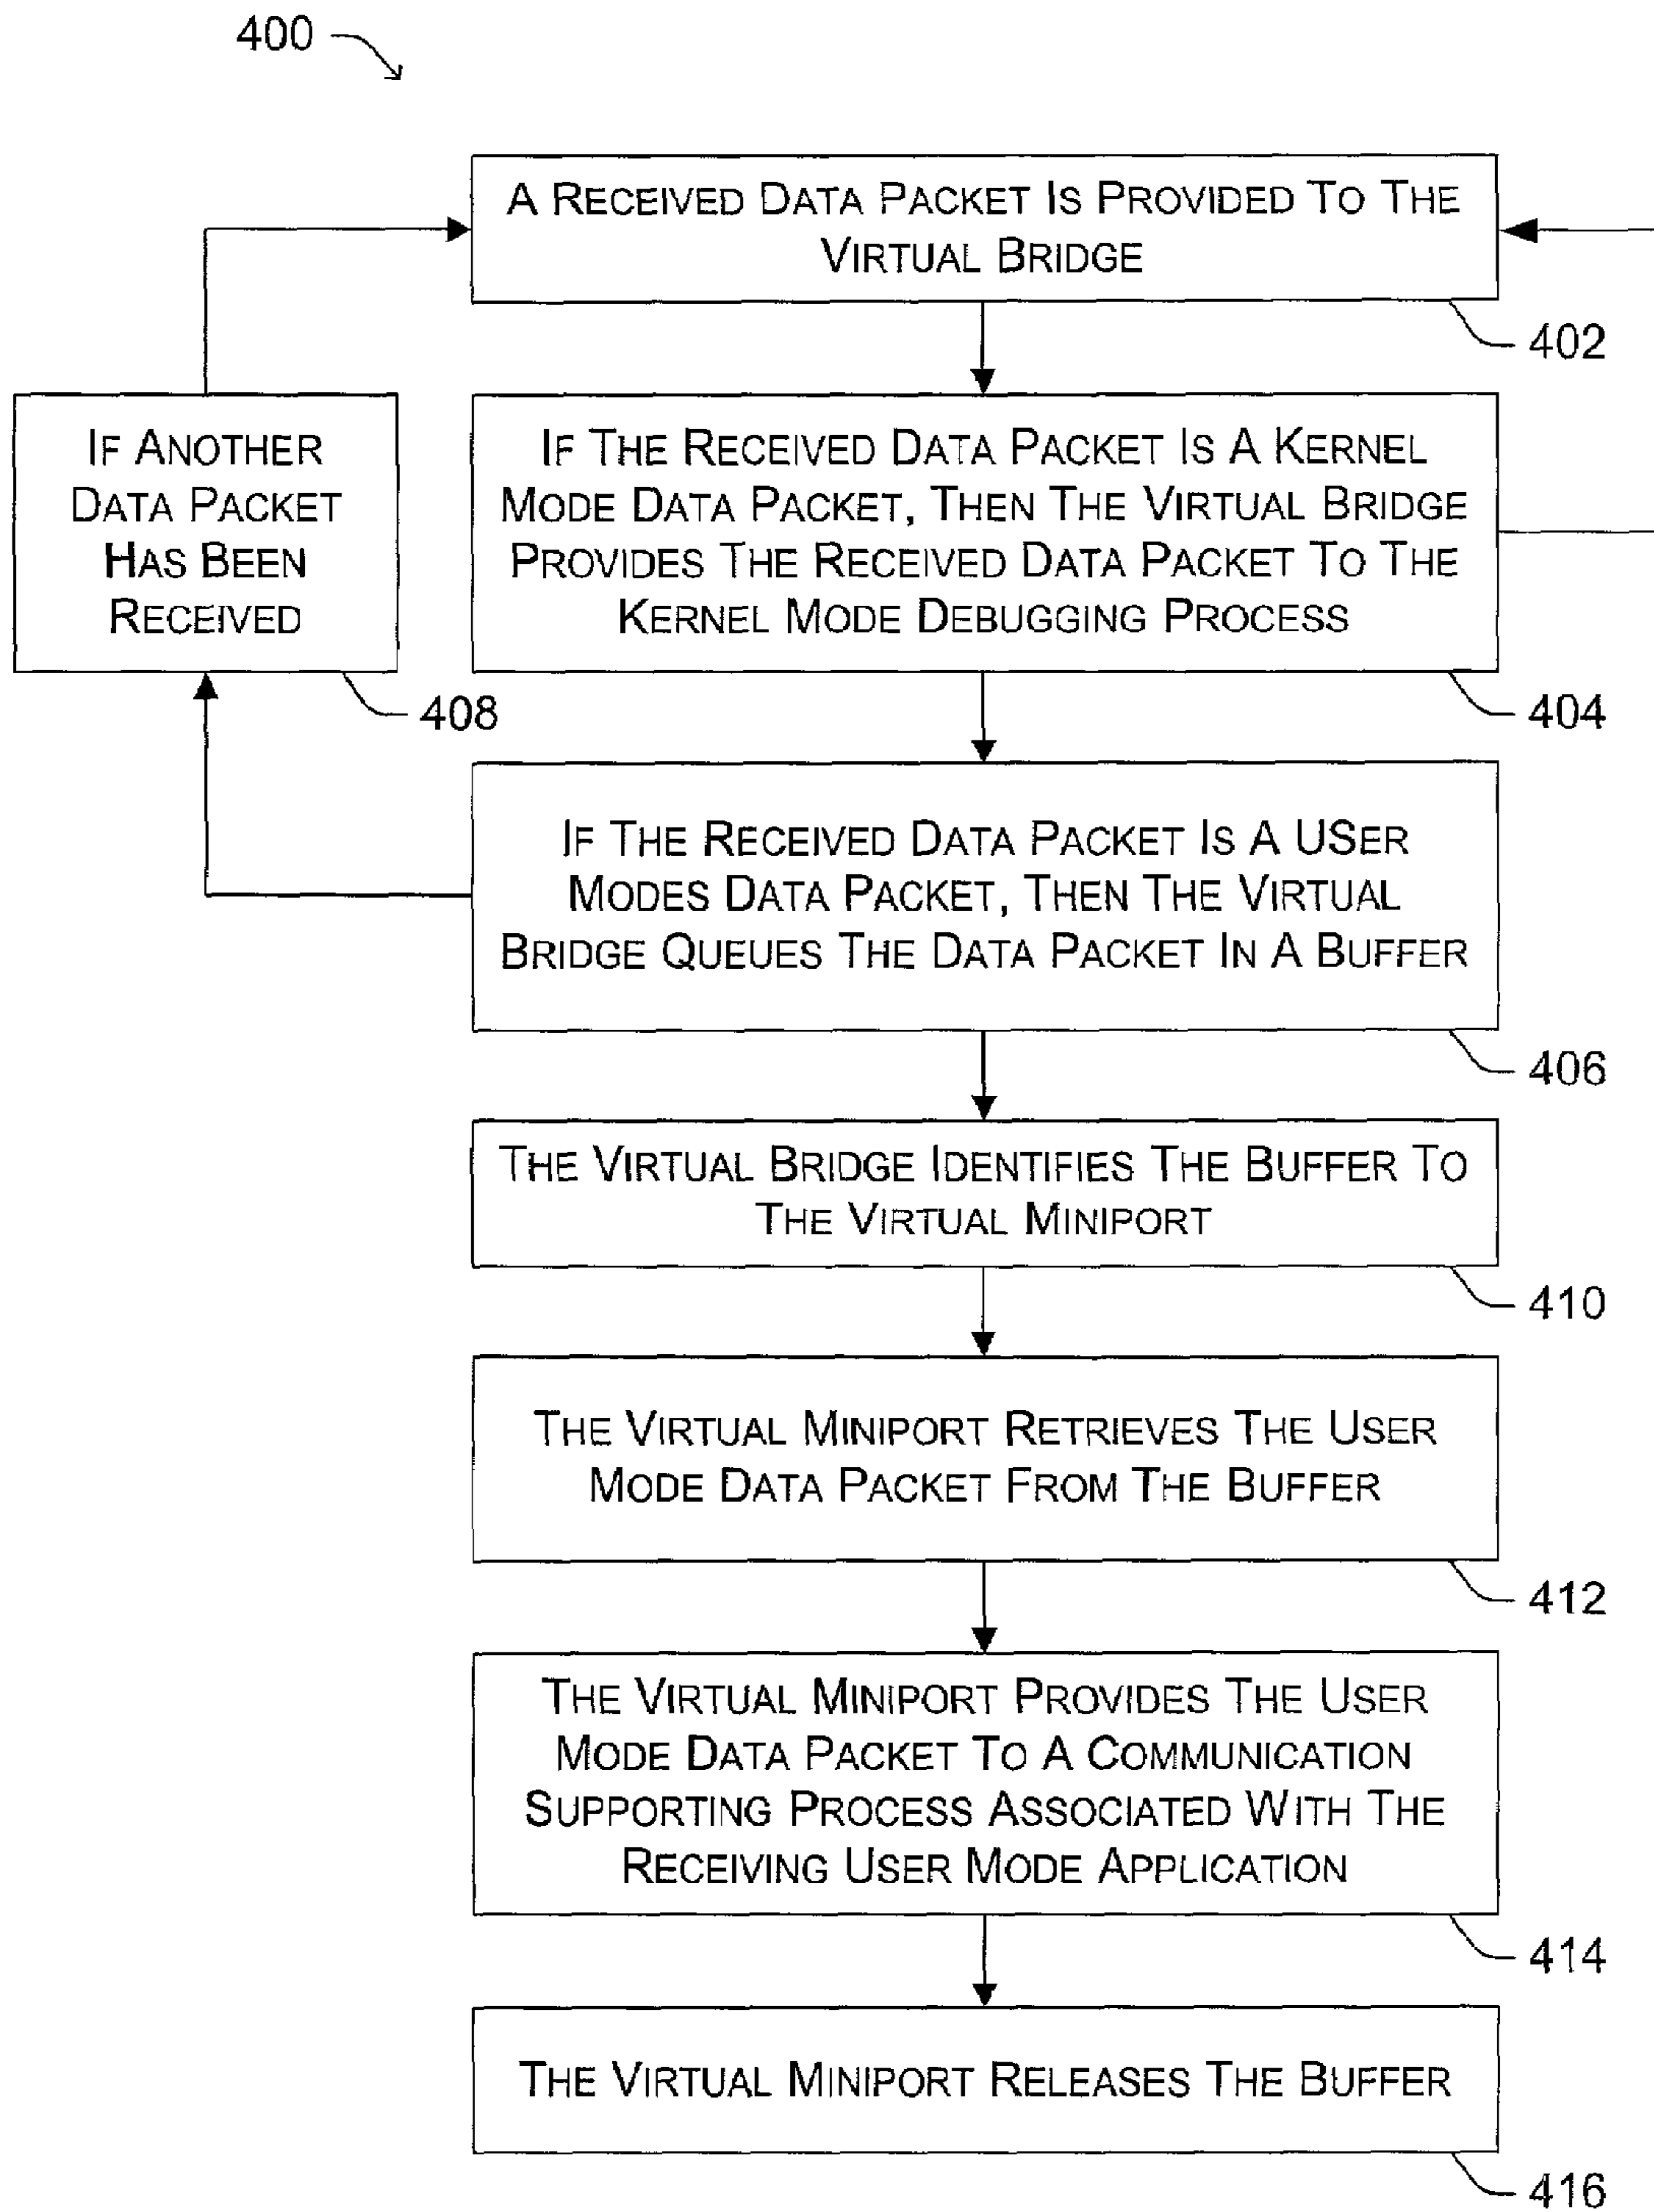 400
A RECEIVED DATA PACKET IS PROVIDED TO THE
VIRTUAL BRIDGE
402
IF ANOTHER
DATA PACKET
HAS BEEN
RECEIVED
408
IF THE RECEIVED DATA PACKET IS A KERNEL
MODE DATA PACKET, THEN THE VIRTUAL BRIDGE
PROVIDES THE RECEIVED DATA PACKET TO THE
KERNEL MODE DEBUGGING PROCESS
404
IF THE RECEIVED DATA PACKET IS A USER
MODES DATA PACKET, THEN THE VIRTUAL
BRIDGE QUEUES THE DATA PACKET IN A BUFFER
406
THE VIRTUAL BRIDGE IDENTIFIES THE BUFFER TO
THE VIRTUAL MINIPORT
410
THE VIRTUAL MINIPORT RETRIEVES THE USER
MODE DATA PACKET FROM THE BUFFER
412
THE VIRTUAL MINIPORT PROVIDES THE USER
MODE DATA PACKET TO A COMMUNICATION
SUPPORTING PROCESS ASSOCIATED WITH THE
RECEIVING USER MODE APPLICATION
414
THE VIRTUAL MINIPORT RELEASES THE BUFFER
416